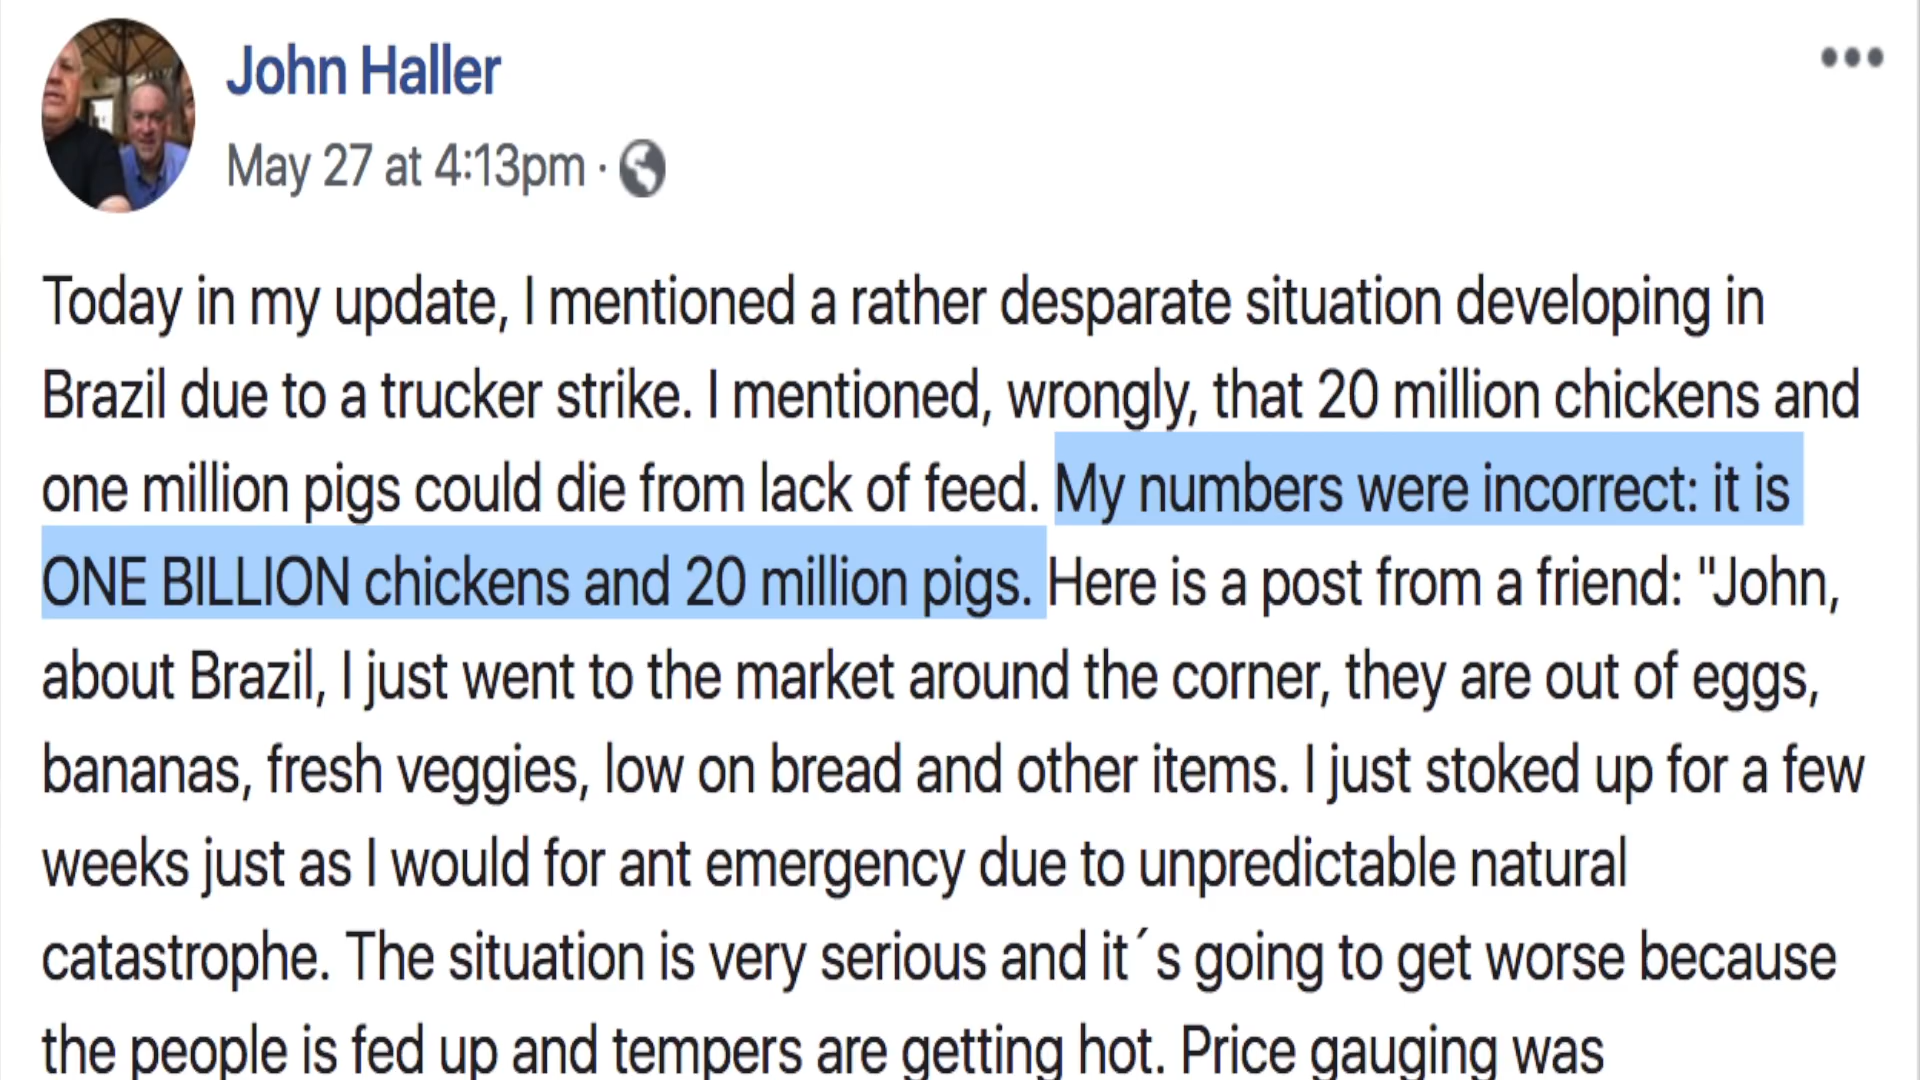 John Haller
May 27 at 4:13pm ·
Today in my update, I mentioned a rather desparate situation developing in
Brazil due to a trucker strike. I mentioned, wrongly, that 20 million chickens and
one million pigs could die from lack of feed. My numbers were incorrect: it is
ONE BILLION chickens and 20 million pigs. Here is a post from a friend: "John,
about Brazil, I just went to the market around the corner, they are out of eggs,
bananas, fresh veggies, low on bread and other items. I just stoked up for a few
weeks just as I would for ant emergency due to unpredictable natural
catastrophe. The situation is very serious and it´s going to get worse because
the people is fed up and tempers are getting hot. Price gauging was